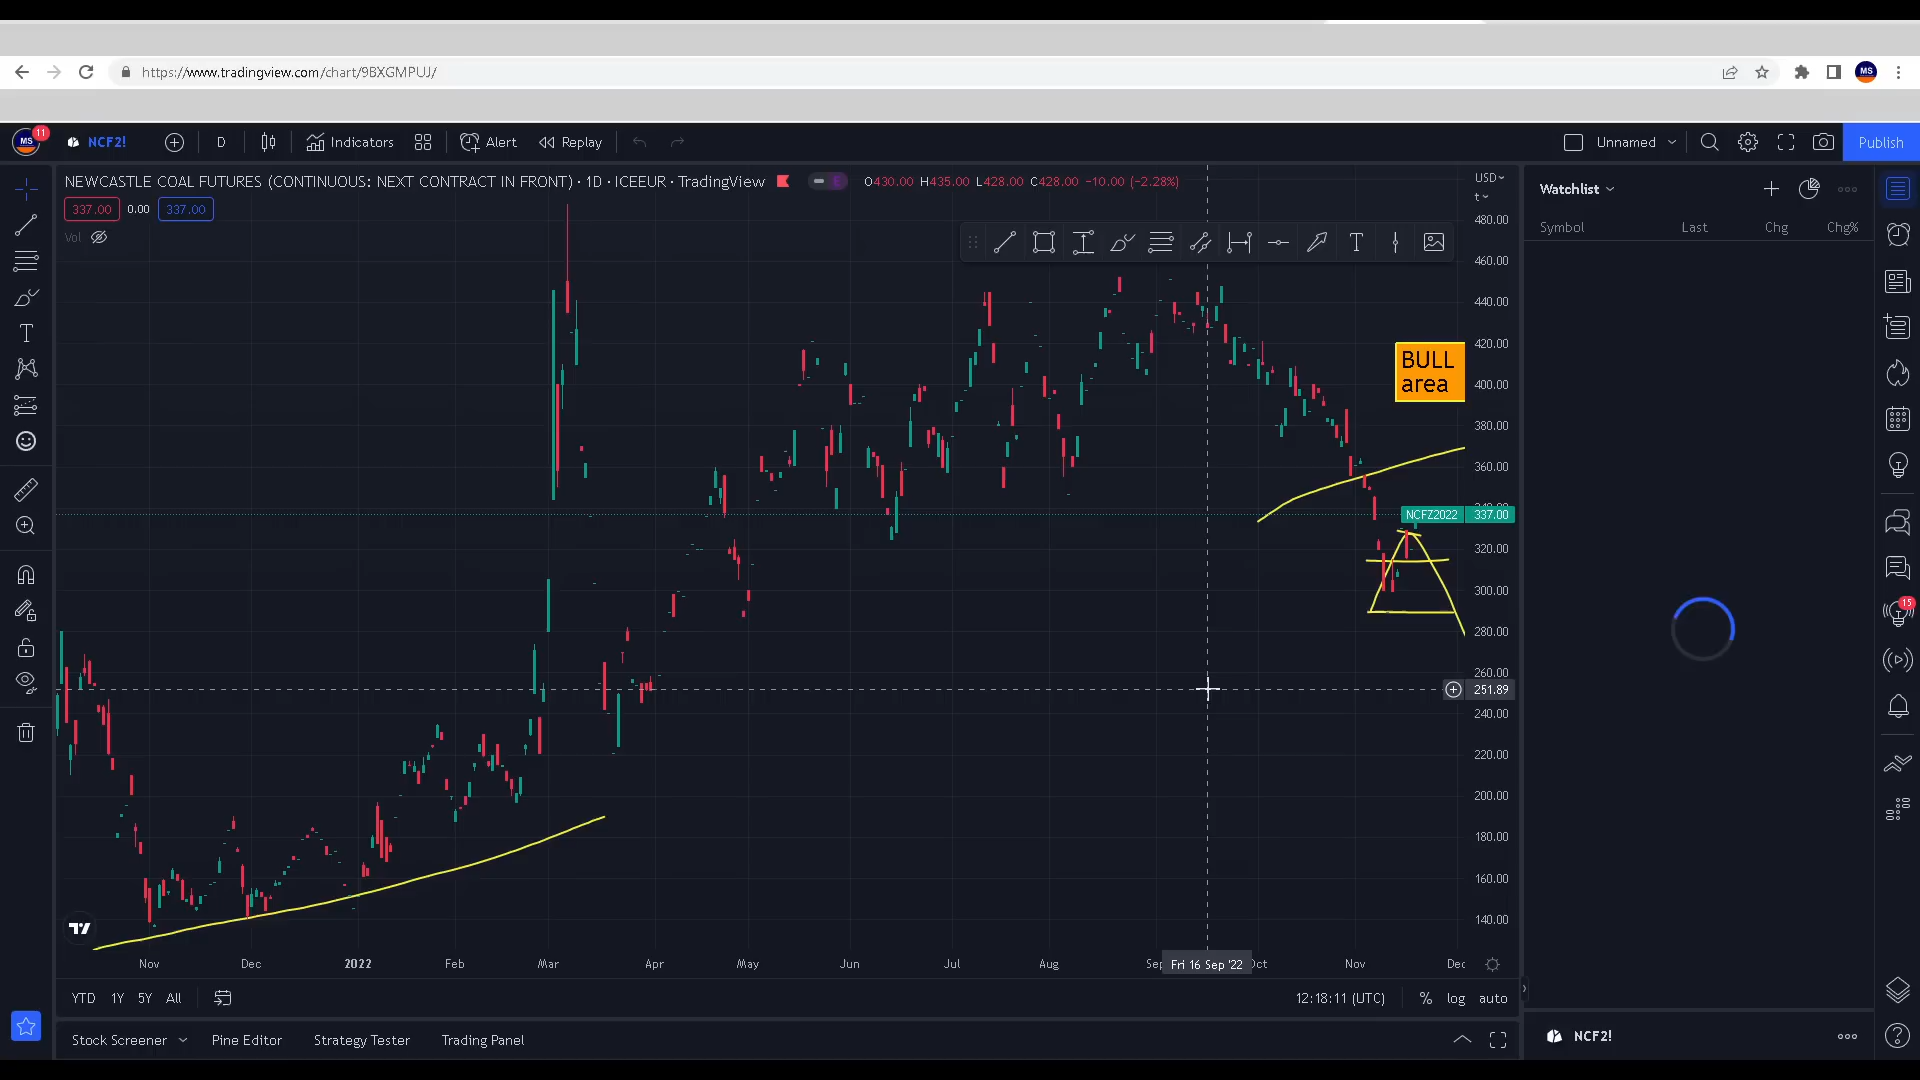 https://www.tradingview.com/chart/9BXGMPUJ/
MS
MS
11
NCF2!
D
Indicators
Alert
Replay
Unnamed
Publish
NEWCASTLE COAL FUTURES (CONTINUOUS: NEXT CONTRACT IN FRONT) · 1D · ICEEUR · TradingView
E
O430.00 H435.00 L428.00 C428.00 −10.00 (−2.28%)
USD
t
337.00
0.00
337.00
Vol
Watchlist
Symbol
Last
Chg
Chg%
T
T
480.00
460.00
440.00
420.00
BULL
area
400.00
380.00
360.00
340.00
NCFZ2022
337.00
320.00
300.00
280.00
260.00
251.89
240.00
220.00
200.00
180.00
160.00
140.00
15
Nov
Dec
2022
Feb
Mar
Apr
May
Jun
Jul
Aug
Sep
Fri 16 Sep '22
Oct
Nov
Dec
YTD
1Y
5Y
All
12:18:11 (UTC)
%
log
auto
Stock Screener
Pine Editor
Strategy Tester
Trading Panel
NCF2!